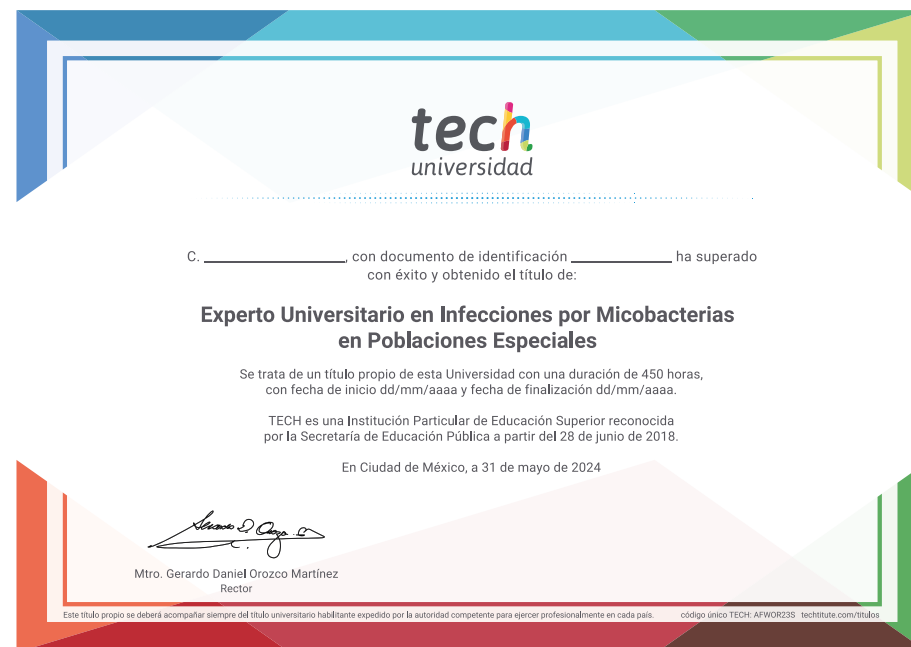 tech
universidad
C. ____________________, con documento de identificación ______________ ha superado
con éxito y obtenido el título de:
Experto Universitario en Infecciones por Micobacterias
en Poblaciones Especiales
Se trata de un título propio de esta Universidad con una duración de 450 horas,
con fecha de inicio dd/mm/aaaa y fecha de finalización dd/mm/aaaa.
TECH es una Institución Particular de Educación Superior reconocida
por la Secretaría de Educación Pública a partir del 28 de junio de 2018.
En Ciudad de México, a 31 de mayo de 2024
Mtro. Gerardo Daniel Orozco Martínez
Rector
Este título propio se deberá acompañar siempre del título universitario habilitante expedido por la autoridad competente para ejercer profesionalmente en cada país. código único TECH: AFWOR23S techtitute.com/titulos